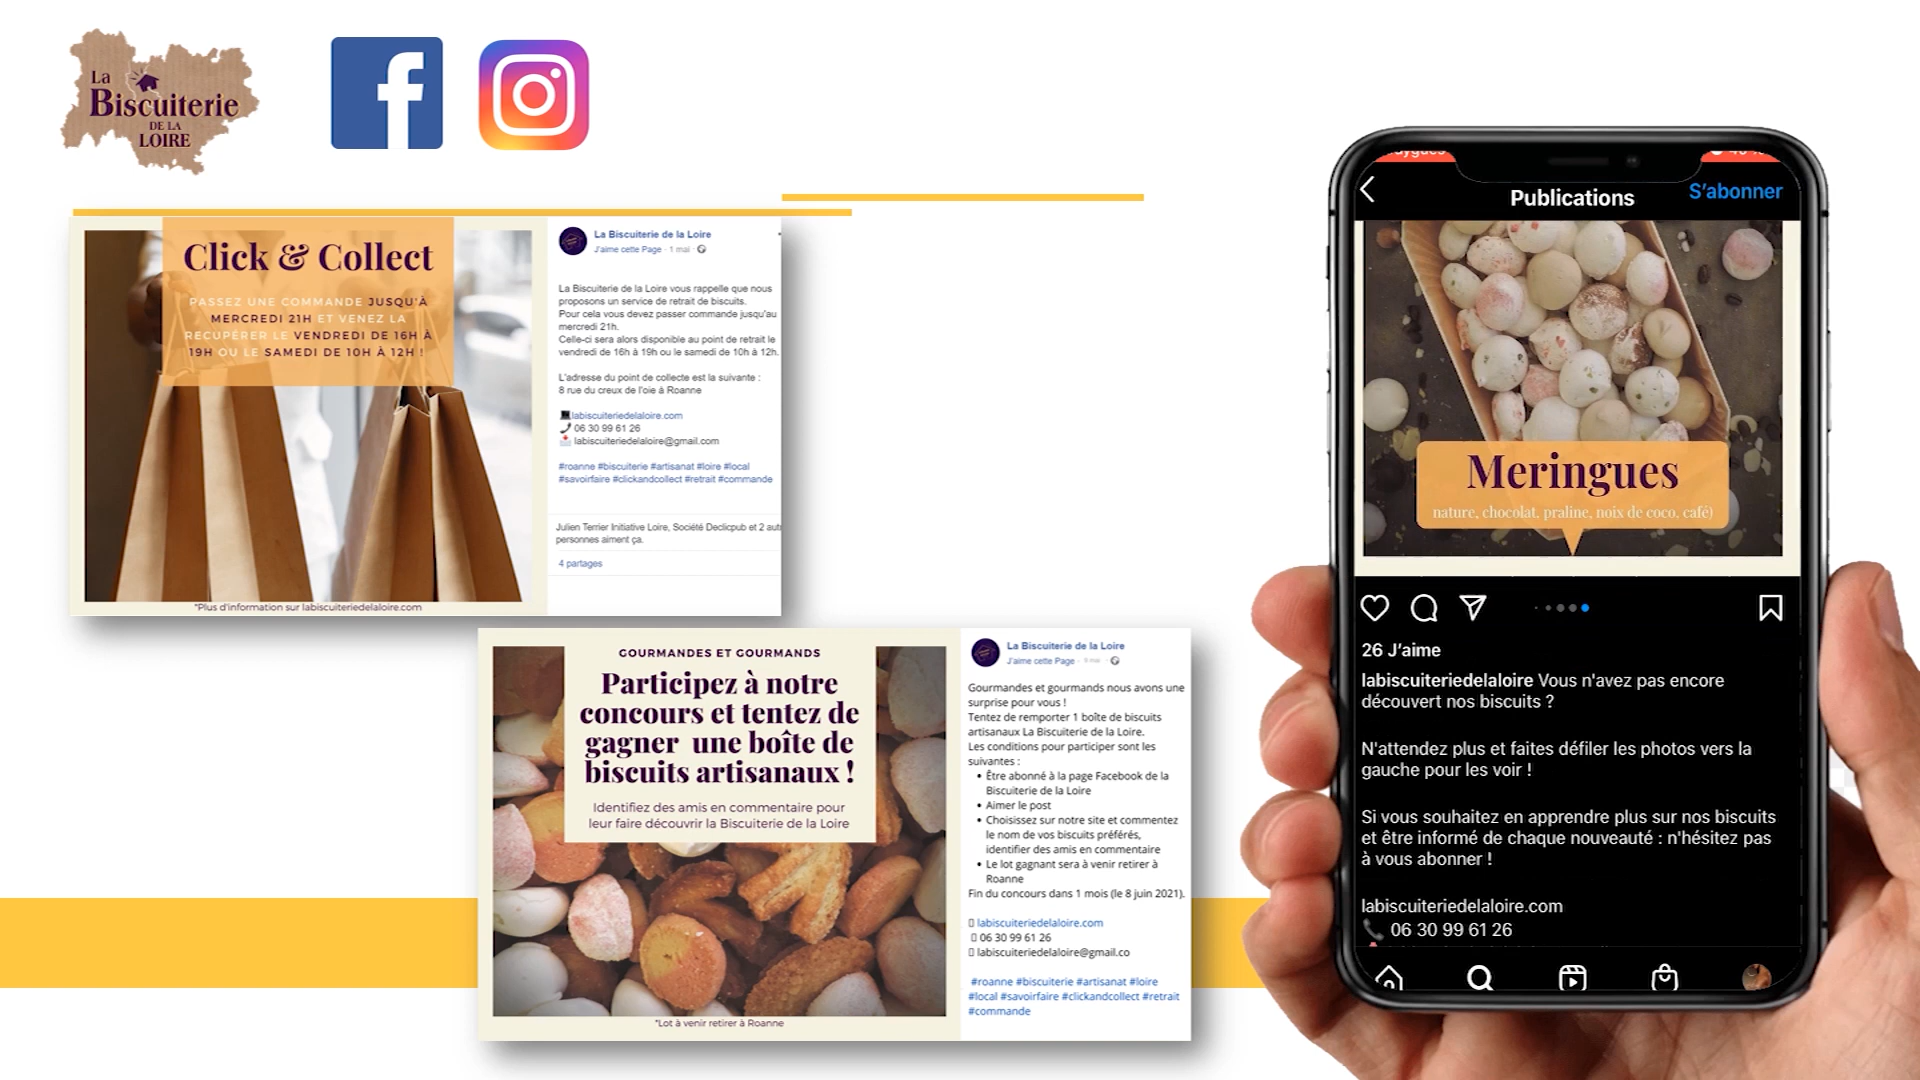 La
Biscuiterie
DE LA
LOIRE
Click & Collect
PASSEZ UNE COMMANDE JUSQU'À
MERCREDI 21H ET VENEZ LA
RECUPÉRER LE VENDREDI DE 16H À
19H OU LE SAMEDI DE 10H À 12H !
*Plus d'information sur labiscuiteriedelaloire.com
La Biscuiterie de la Loire
J'aime cette Page · 1 mai ·
La Biscuiterie de la Loire vous rappelle que nous
proposons un service de retrait de biscuits.
Pour cela vous devez passer commande jusqu'au
mercredi 21h.
Celle-ci sera alors disponible au point de retrait le
vendredi de 16h à 19h ou le samedi de 10h à 12h.
L'adresse du point de collecte est la suivante :
8 rue du creux de l'oie à Roanne
labiscuiteriedelaloire.com
06 30 99 61 26
labiscuiteriedelaloire@gmail.com
#roanne #biscuiterie #artisanat #loire #local
#savoirfaire #clickandcollect #retrait #commande
Julien Terrier Initiative Loire, Société Declicpub et 2 aut
personnes aiment ça.
4 partages
GOURMANDES ET GOURMANDS
Participez à notre
concours et tentez de
gagner une boîte de
biscuits artisanaux !
Identifiez des amis en commentaire pour
leur faire découvrir la Biscuiterie de la Loire
*Lot à venir retirer à Roanne
La Biscuiterie de la Loire
J'aime cette Page ·
Gourmandes et gourmands nous avons une
surprise pour vous !
Tentez de remporter 1 boîte de biscuits
artisanaux La Biscuiterie de la Loire.
Les conditions pour participer sont les
suivantes :
• Être abonné à la page Facebook de la
Biscuiterie de la Loire
• Aimer le post
• Choisissez sur notre site et commentez
le nom de vos biscuits préférés,
identifier des amis en commentaire
• Le lot gagnant sera à venir retirer à
Roanne
Fin du concours dans 1 mois (le 8 juin 2021).
labiscuiteriedelaloire.com
06 30 99 61 26
labiscuiteriedelaloire@gmail.co
#roanne #biscuiterie #artisanat #loire
#local #savoirfaire #clickandcollect #retrait
#commande
Publications
S'abonner
Meringues
nature, chocolat, praline, noix de coco, café)
26 J'aime
labiscuiteriedelaloire Vous n'avez pas encore
découvert nos biscuits ?
N'attendez plus et faites défiler les photos vers la
gauche pour les voir !
Si vous souhaitez en apprendre plus sur nos biscuits
et être informé de chaque nouveauté : n'hésitez pas
à vous abonner !
labiscuiteriedelaloire.com
06 30 99 61 26